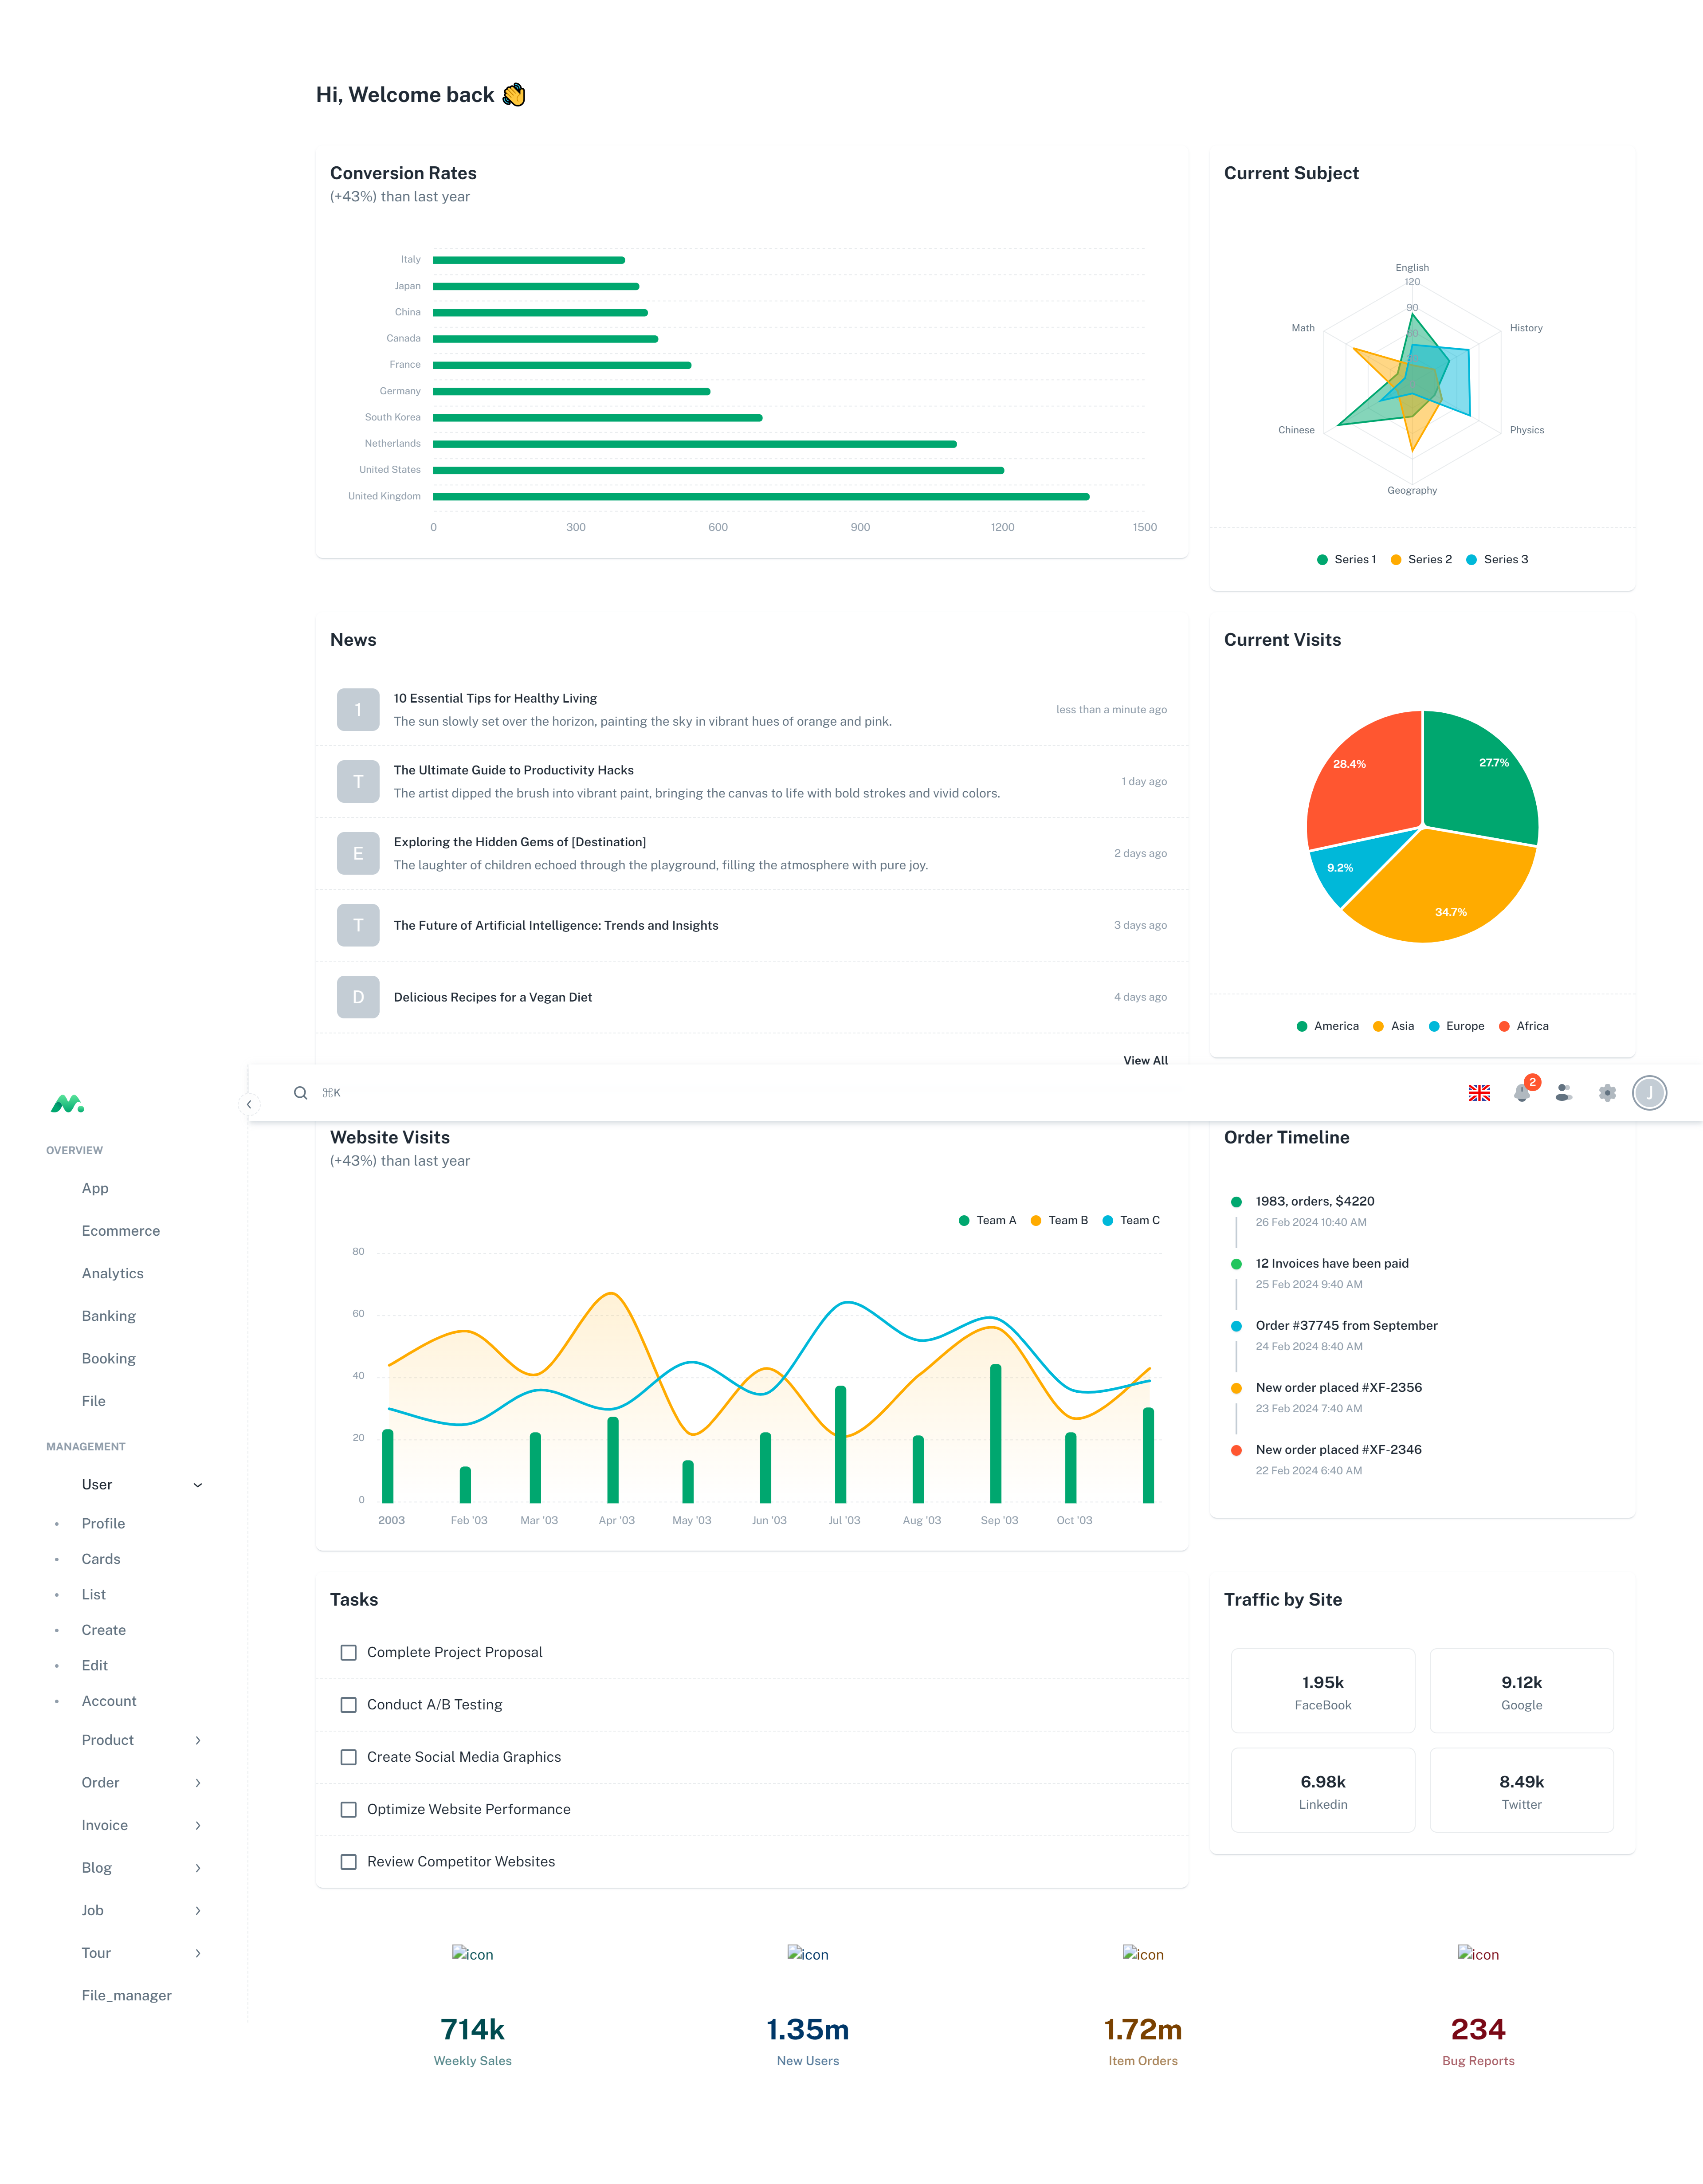 Hi, Welcome back 👋
Conversion Rates
(+43%) than last year
Italy
Japan
China
Canada
France
Germany
South Korea
Netherlands
United States
United Kingdom
0 300 600 900 1200 1500
Current Subject
English
120
90
Math
History
Chinese
Physics
Geography
Series 1 Series 2 Series 3
News
1
10 Essential Tips for Healthy Living
The sun slowly set over the horizon, painting the sky in vibrant hues of orange and pink.
less than a minute ago
T
The Ultimate Guide to Productivity Hacks
The artist dipped the brush into vibrant paint, bringing the canvas to life with bold strokes and vivid colors.
1 day ago
E
Exploring the Hidden Gems of [Destination]
The laughter of children echoed through the playground, filling the atmosphere with pure joy.
2 days ago
T
The Future of Artificial Intelligence: Trends and Insights
3 days ago
D
Delicious Recipes for a Vegan Diet
4 days ago
View All
Current Visits
28.4%
27.7%
9.2%
34.7%
America Asia Europe Africa
⌘K
2
J
OVERVIEW
App
Ecommerce
Analytics
Banking
Booking
File
MANAGEMENT
User
Profile
Cards
List
Create
Edit
Account
Product
Order
Invoice
Blog
Job
Tour
File_manager
Website Visits
(+43%) than last year
Team A Team B Team C
80
60
40
20
0
2003 Feb '03 Mar '03 Apr '03 May '03 Jun '03 Jul '03 Aug '03 Sep '03 Oct '03
Order Timeline
1983, orders, $4220
26 Feb 2024 10:40 AM
12 Invoices have been paid
25 Feb 2024 9:40 AM
Order #37745 from September
24 Feb 2024 8:40 AM
New order placed #XF-2356
23 Feb 2024 7:40 AM
New order placed #XF-2346
22 Feb 2024 6:40 AM
Tasks
Complete Project Proposal
Conduct A/B Testing
Create Social Media Graphics
Optimize Website Performance
Review Competitor Websites
Traffic by Site
1.95k
FaceBook
9.12k
Google
6.98k
Linkedin
8.49k
Twitter
icon
714k
Weekly Sales
icon
1.35m
New Users
icon
1.72m
Item Orders
icon
234
Bug Reports